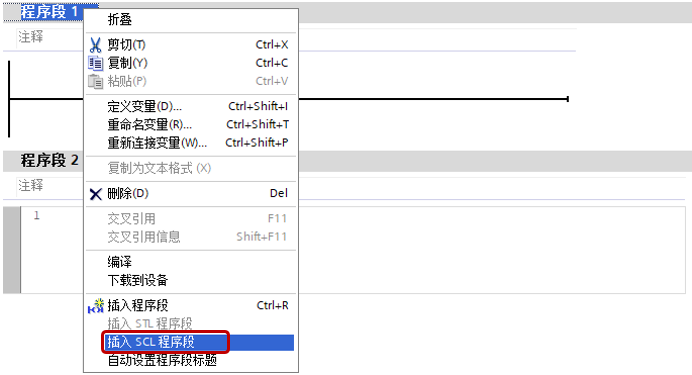 程序段 1
注释
折叠
剪切(T) Ctrl+X
复制(Y) Ctrl+C
粘贴(P) Ctrl+V
定义变量(D)... Ctrl+Shift+I
重命名变量(R)... Ctrl+Shift+T
重新连接变量(W)... Ctrl+Shift+P
复制为文本格式 (X)
删除(D) Del
交叉引用 F11
交叉引用信息 Shift+F11
编译
下载到设备
插入程序段 Ctrl+R
插入 STL 程序段
插入 SCL 程序段
自动设置程序段标题
程序段 2
注释
1